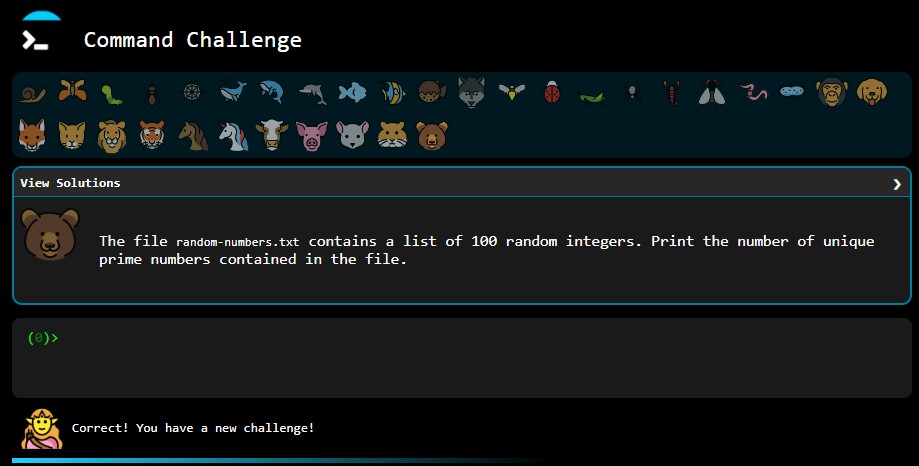 Command Challenge
View Solutions
The file random-numbers.txt contains a list of 100 random integers. Print the number of unique
prime numbers contained in the file.
(0)>
Correct! You have a new challenge!